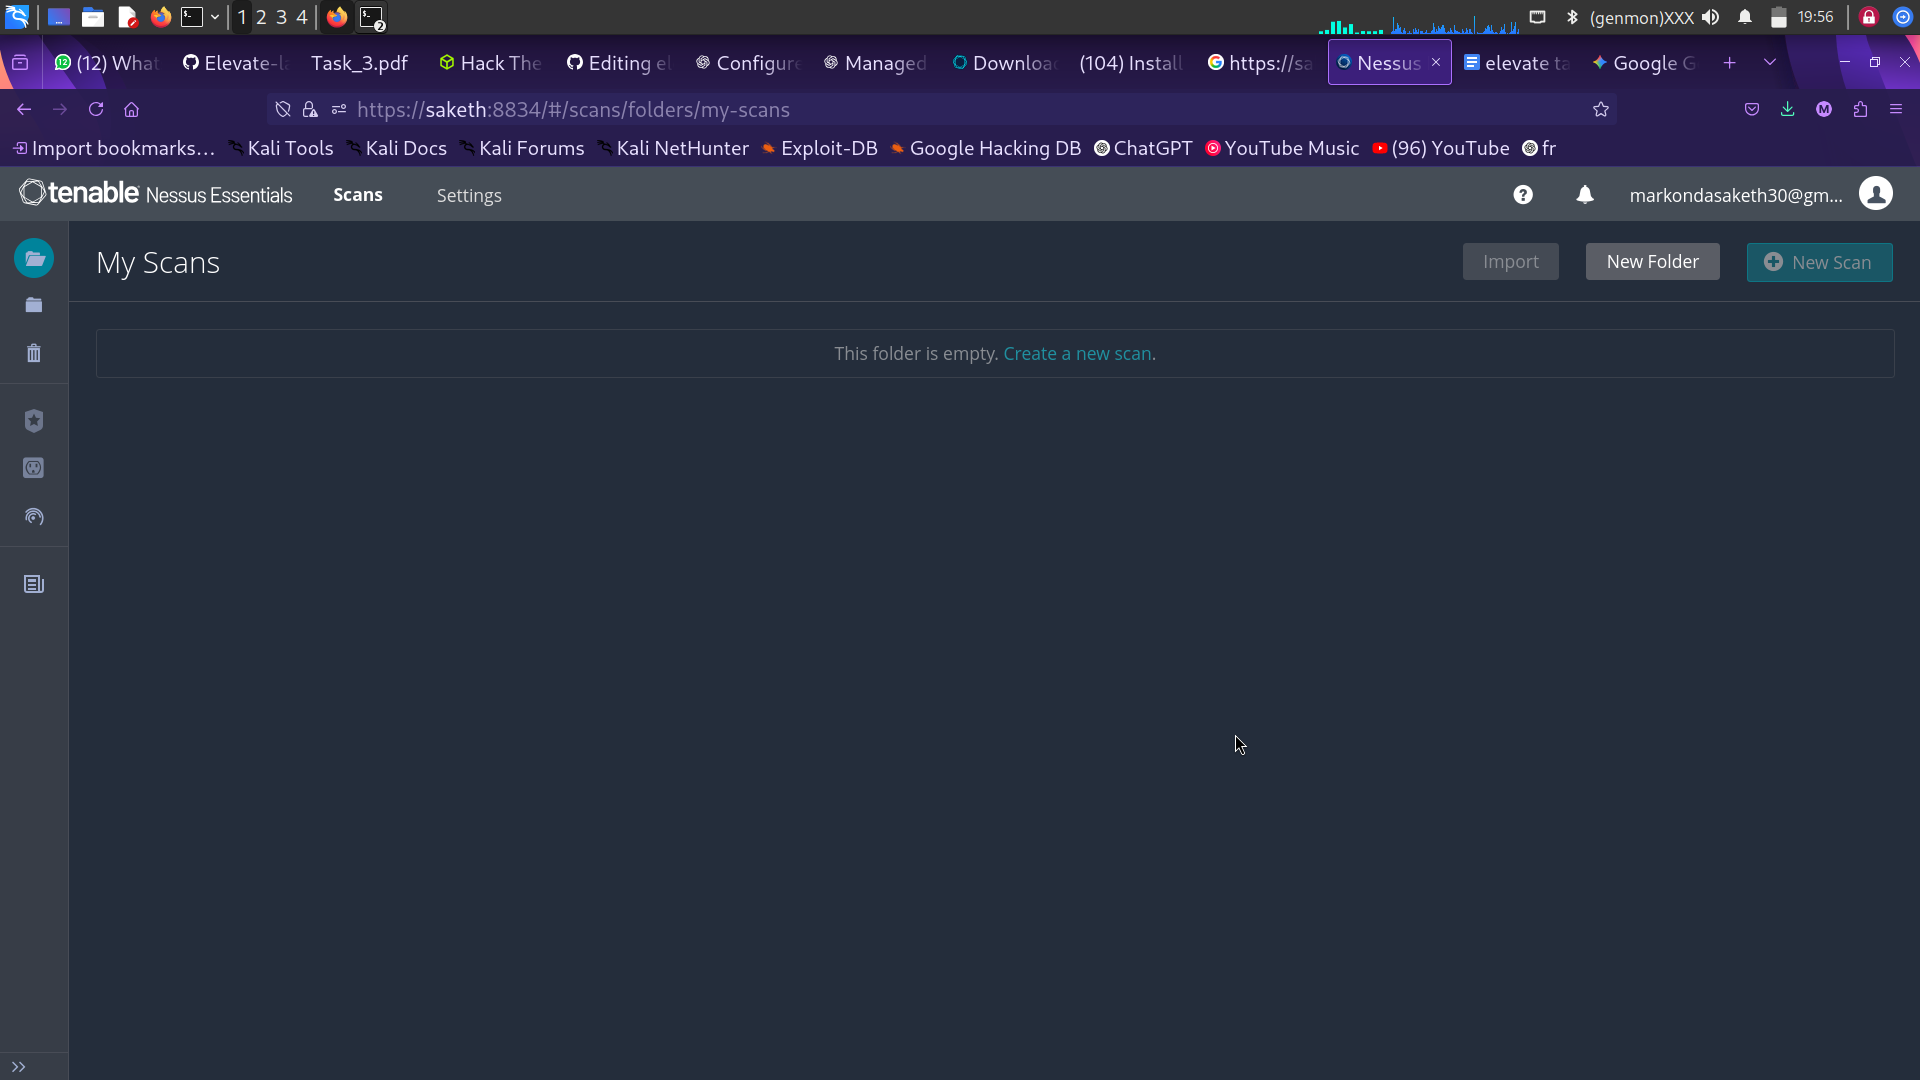 1 2 3 4 2 (genmon)XXX 19:56
(12) What Elevate-la Task_3.pdf Hack The Editing el Configure Managed Downloa (104) Install https://sa Nessus elevate ta Google G
https://saketh:8834/#/scans/folders/my-scans M
Import bookmarks... Kali Tools Kali Docs Kali Forums Kali NetHunter Exploit-DB Google Hacking DB ChatGPT YouTube Music (96) YouTube fr
tenable Nessus Essentials Scans Settings markondasaketh30@gm...
My Scans Import New Folder New Scan
This folder is empty. Create a new scan.